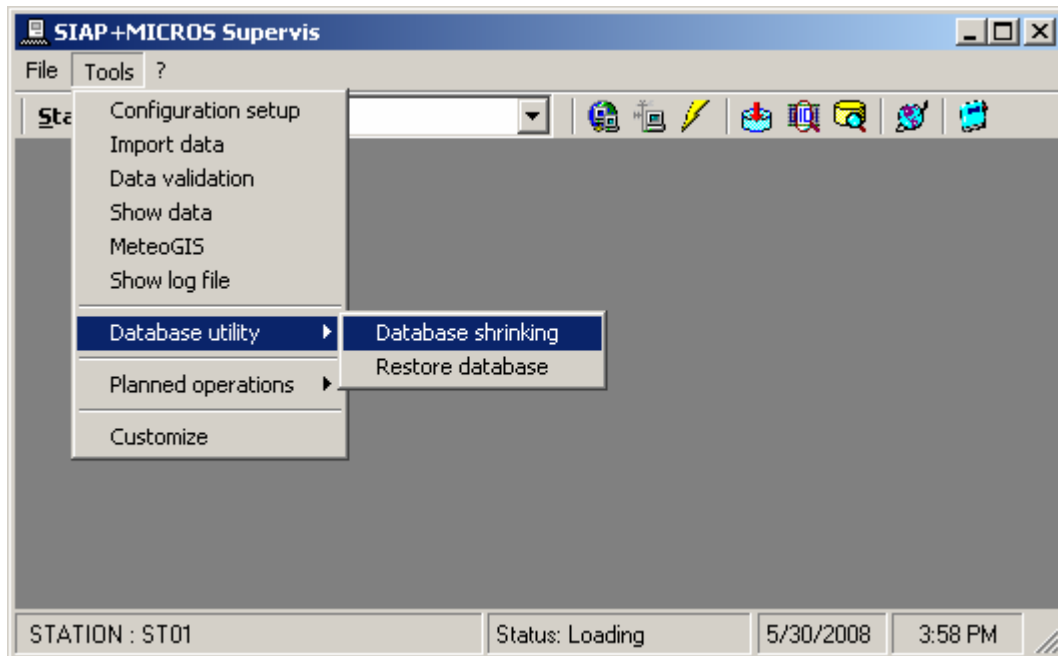 SIAP+MICROS Supervis
File Tools ?
Sta
Configuration setup
Import data
Data validation
Show data
MeteoGIS
Show log file
Database utility
Database shrinking
Restore database
Planned operations
Customize
STATION : ST01 Status: Loading 5/30/2008 3:58 PM